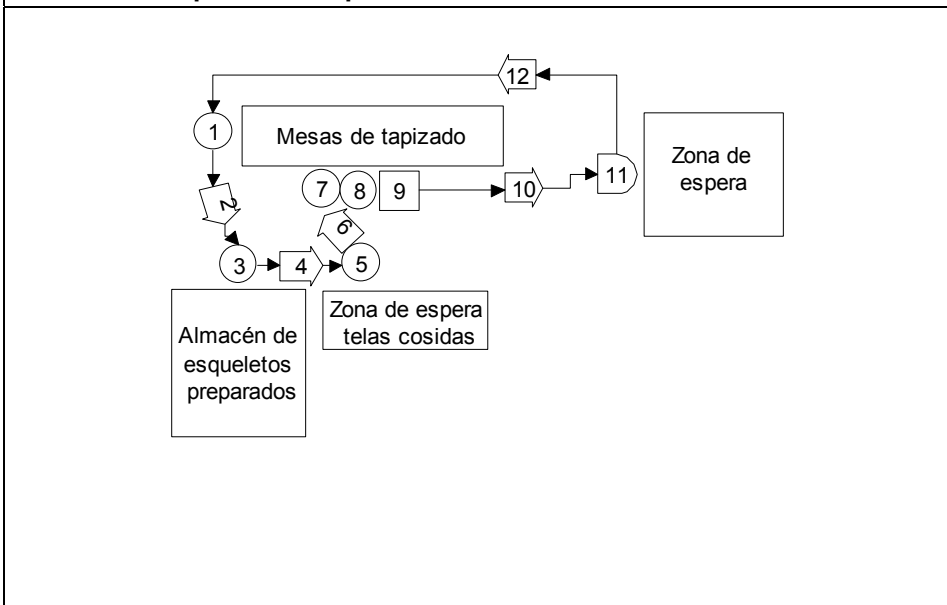 12
1
Mesas de tapizado
Zona de
espera
7
8
9
10
11
2
6
3
4
5
Almacén de
esqueletos
preparados
Zona de espera
telas cosidas